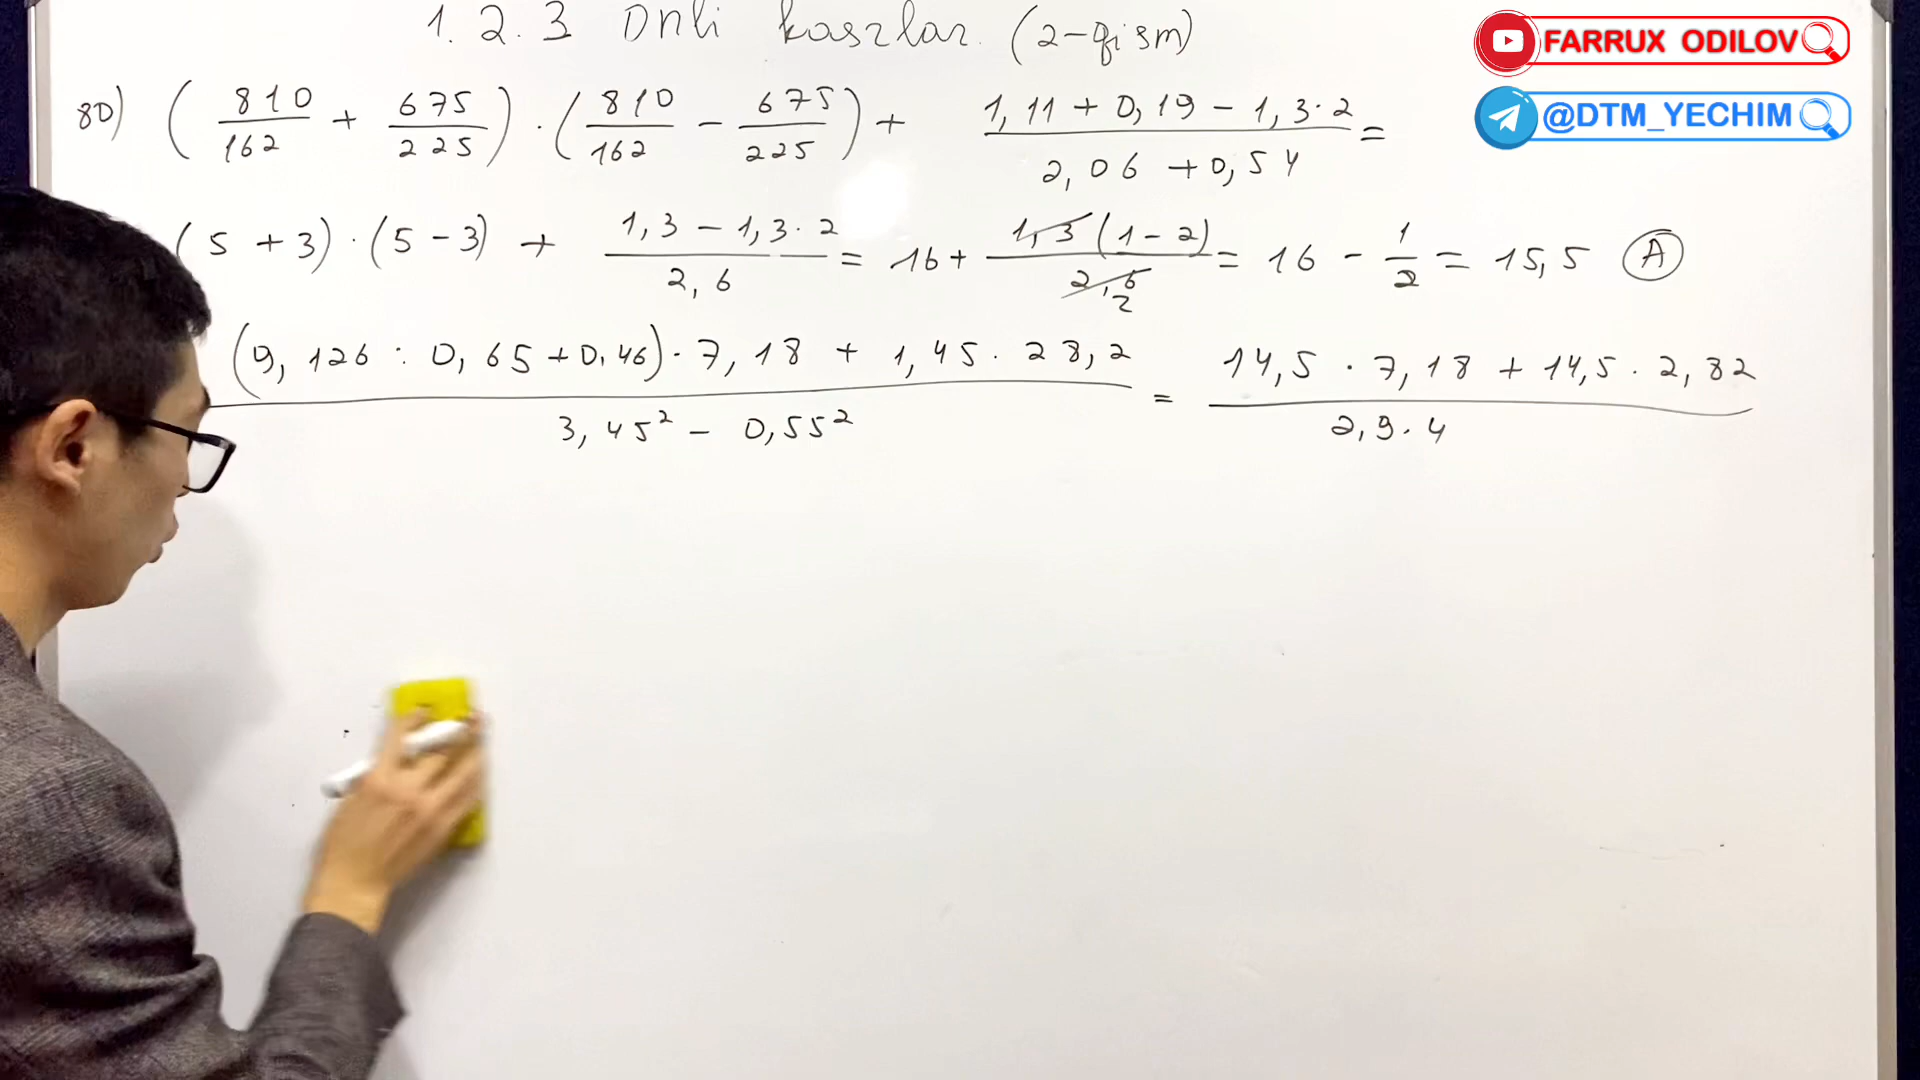 1.2.3 Onli kasrlar. (2-qism)
FARRUX ODILOV
@DTM_YECHIM
80) (810/162 + 675/225) · (810/162 - 675/225) + (1,11 + 0,19 - 1,3 · 2)/(2,06 + 0,54) =
(5 + 3) · (5 - 3) + (1,3 - 1,3 · 2)/2,6 = 16 + (1,3 (1 - 2))/2,6 2 = 16 - 1/2 = 15,5 (A)
((9,126 : 0,65 + 0,46) · 7,18 + 1,45 · 28,2)/(3,45² - 0,55²) = (14,5 · 7,18 + 14,5 · 2,82)/(2,9 · 4)